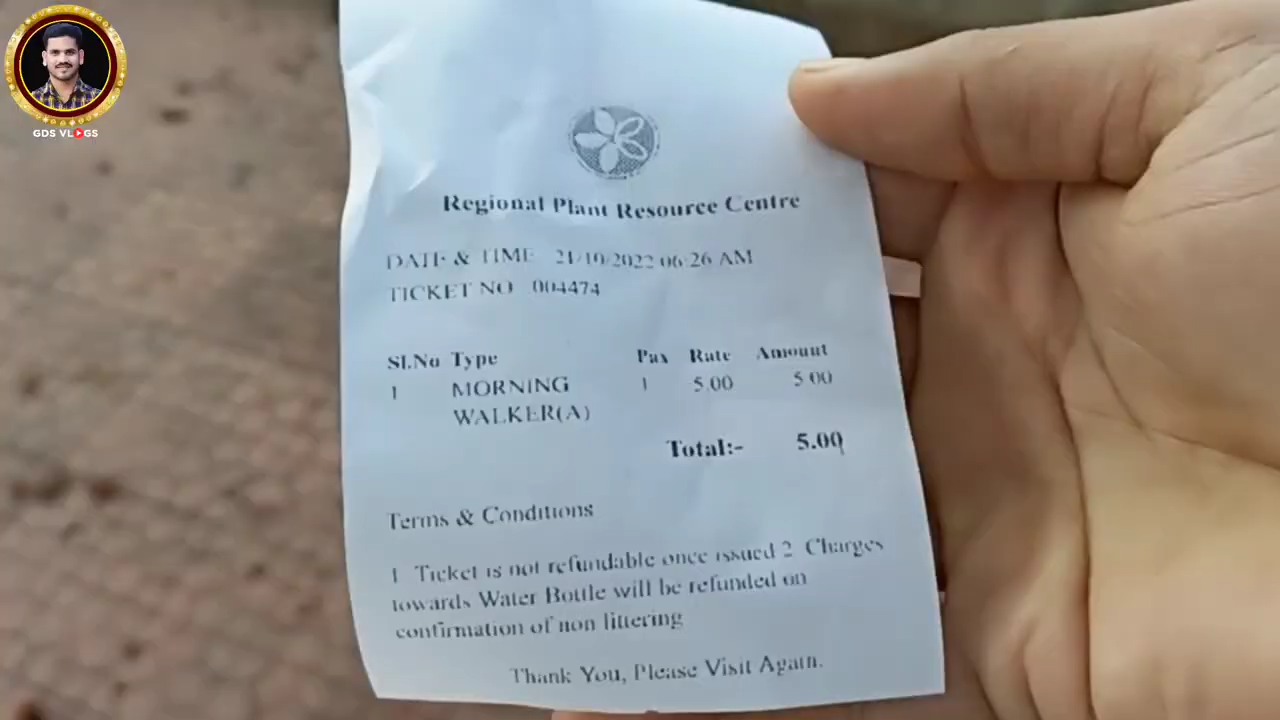 GDS VLOGS
Regional Plant Resource Centre
DATE & TIME 21/10/2022 06:26 AM
TICKET NO 004474
Sl.No Type Pax Rate Amount
1 MORNING 1 5.00 5.00
WALKER(A)
Total:- 5.00
Terms & Conditions
1 Ticket is not refundable once issued 2 Charges
towards Water Bottle will be refunded on
confirmation of non littering
Thank You, Please Visit Again.